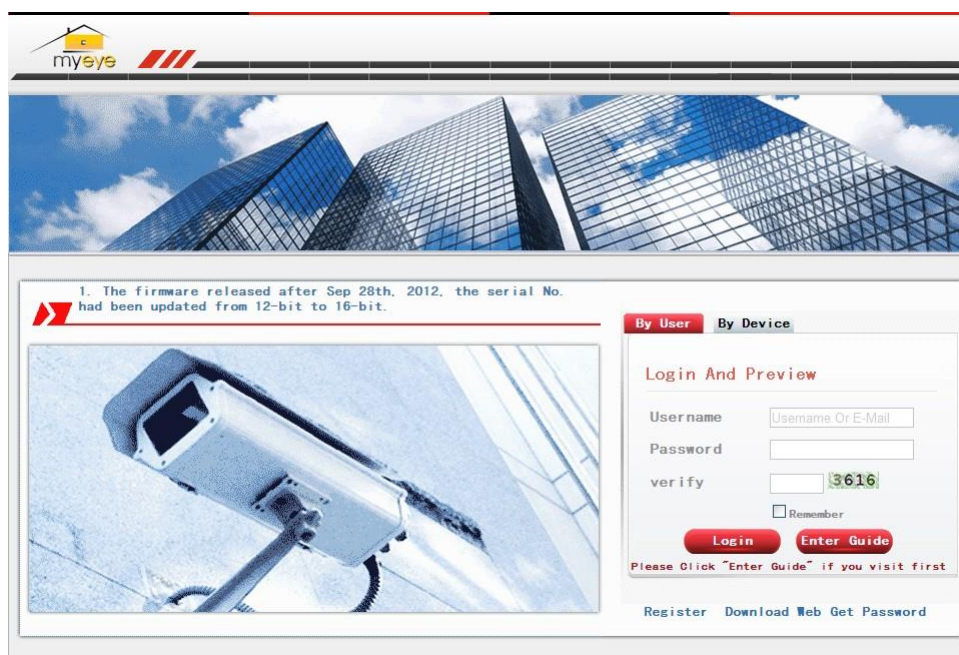 myeye
1. The firmware released after Sep 28th, 2012, the serial No.
had been updated from 12-bit to 16-bit.
By User By Device
Login And Preview
Username Username Or E-Mail
Password
verify 3616
Remember
Login Enter Guide
Please Click "Enter Guide" if you visit first
Register Download Web Get Password